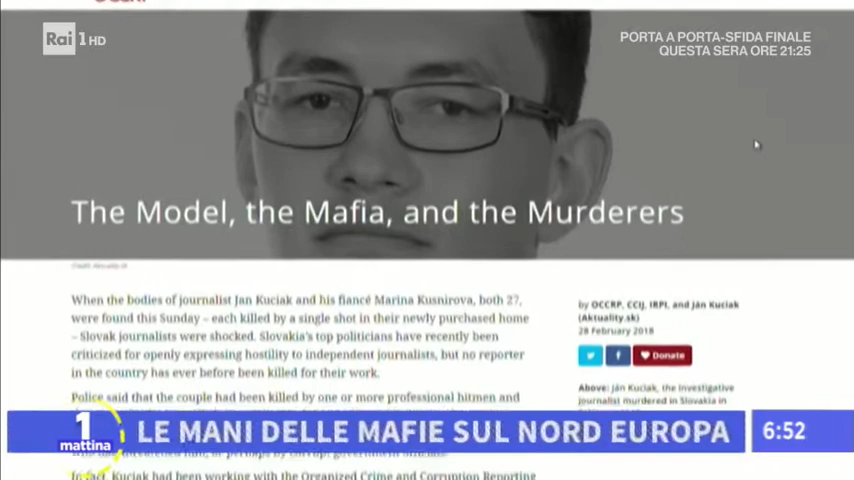 Rai 1 HD
PORTA A PORTA-SFIDA FINALE
QUESTA SERA ORE 21:25
The Model, the Mafia, and the Murderers
When the bodies of journalist Jan Kuciak and his fiancé Marina Kusnirova, both 27,
were found this Sunday – each killed by a single shot in their newly purchased home
– Slovak journalists were shocked. Slovakia's top politicians have recently been
criticized for openly expressing hostility to independent journalists, but no reporter
in the country has ever before been killed for their work.
Police said that the couple had been killed by one or more professional hitmen and
In fact, Kuciak had been working with the Organized Crime and Corruption Reporting
by OCCRP, CCIJ, IRPI, and Ján Kuciak
(Aktuality.sk)
28 February 2018
Donate
Above: Ján Kuciak, the investigative
journalist murdered in Slovakia in
1 mattina
LE MANI DELLE MAFIE SUL NORD EUROPA
6:52